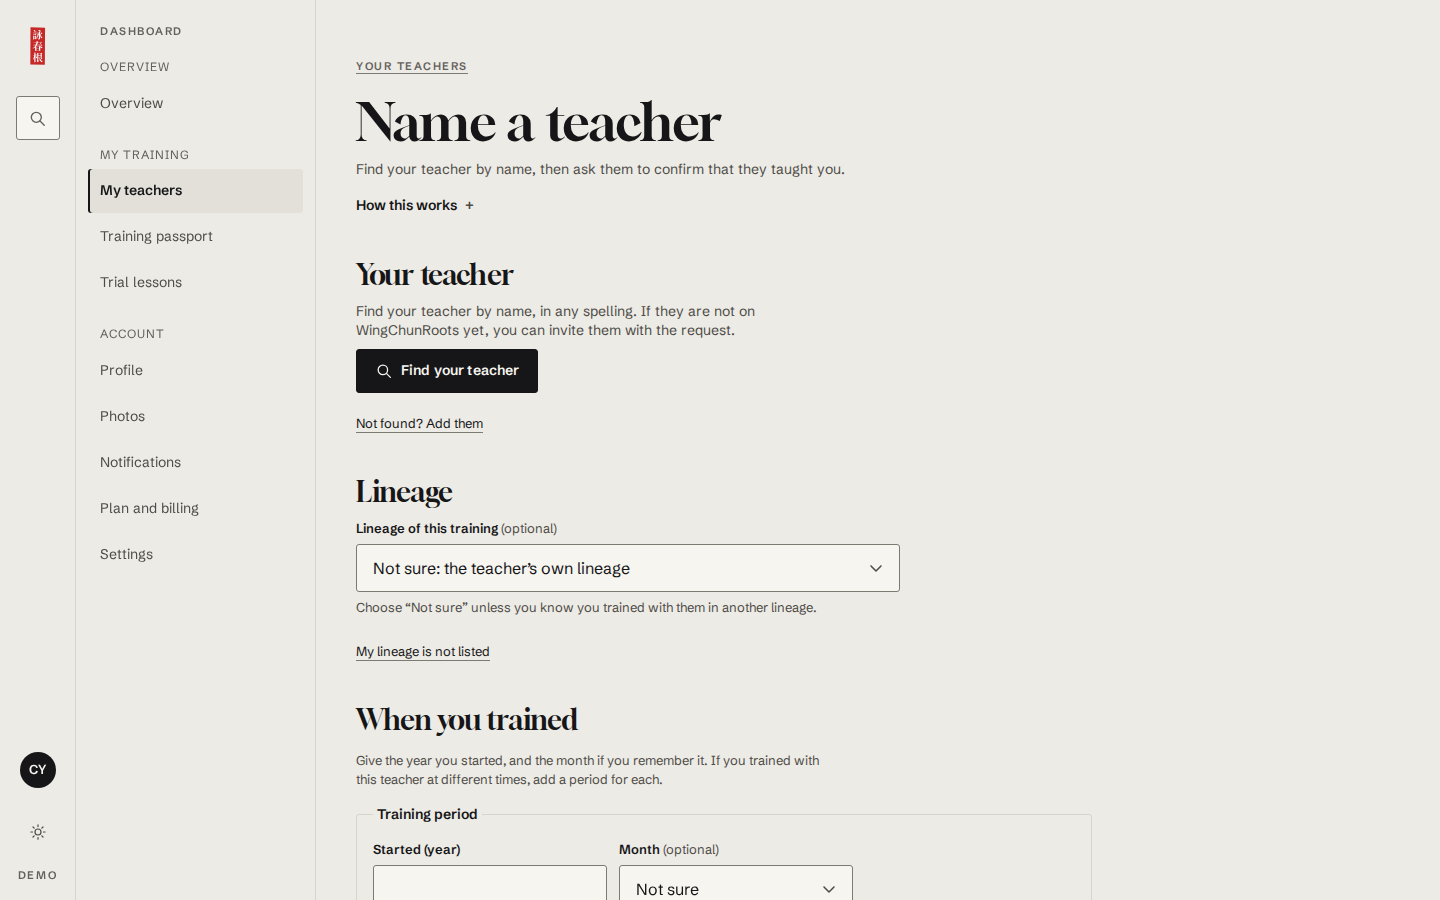 詠春根
DASHBOARD
OVERVIEW
Overview
MY TRAINING
My teachers
Training passport
Trial lessons
ACCOUNT
Profile
Photos
Notifications
Plan and billing
Settings
CY
DEMO
YOUR TEACHERS
Name a teacher
Find your teacher by name, then ask them to confirm that they taught you.
How this works +
Your teacher
Find your teacher by name, in any spelling. If they are not on
WingChunRoots yet, you can invite them with the request.
Find your teacher
Not found? Add them
Lineage
Lineage of this training (optional)
Not sure: the teacher’s own lineage
Choose “Not sure” unless you know you trained with them in another lineage.
My lineage is not listed
When you trained
Give the year you started, and the month if you remember it. If you trained with
this teacher at different times, add a period for each.
Training period
Started (year)
Month (optional)
Not sure